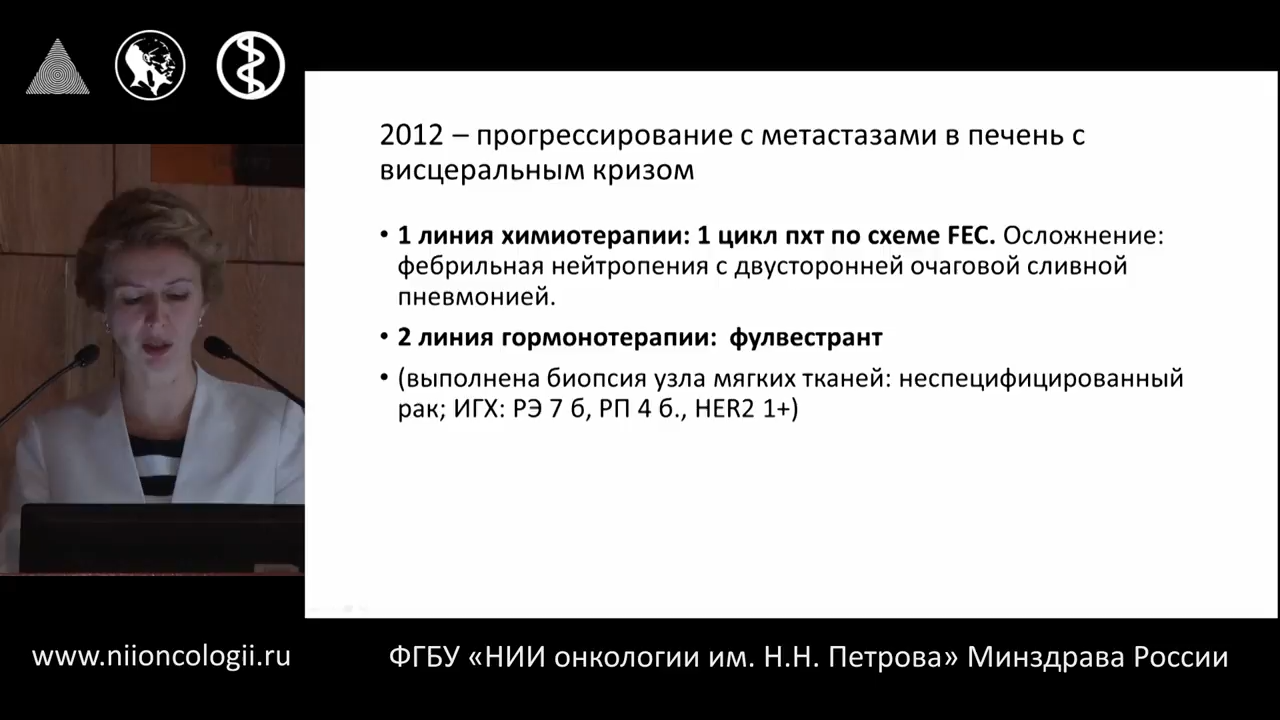 2012 – прогрессирование с метастазами в печень с
висцеральным кризом
• 1 линия химиотерапии: 1 цикл пхт по схеме FEC. Осложнение:
фебрильная нейтропения с двусторонней очаговой сливной
пневмонией.
• 2 линия гормонотерапии:  фулвестрант
• (выполнена биопсия узла мягких тканей: неспецифицированный
рак; ИГХ: РЭ 7 б, РП 4 б., HER2 1+)
www.niioncologii.ru
ФГБУ «НИИ онкологии им. Н.Н. Петрова» Минздрава России